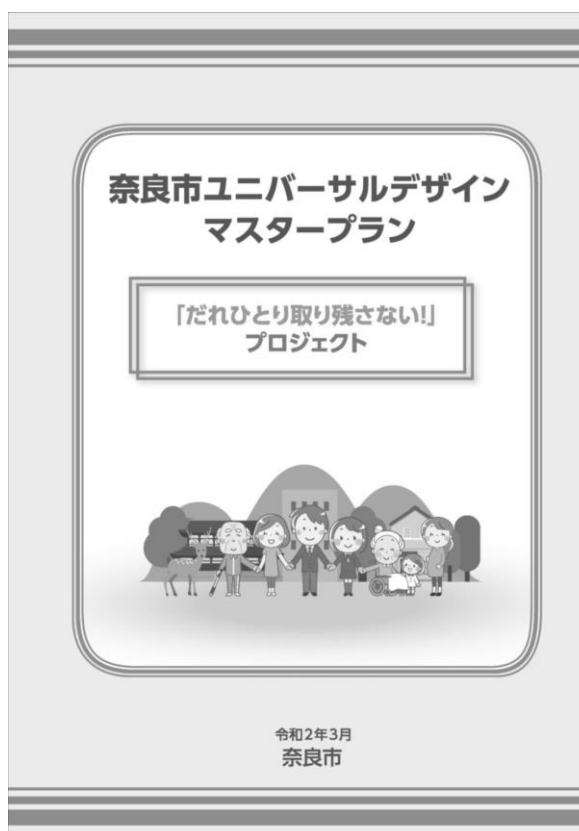 奈良市ユニバーサルデザイン
マスタープラン
「だれひとり取り残さない!」
プロジェクト
令和2年3月
奈良市